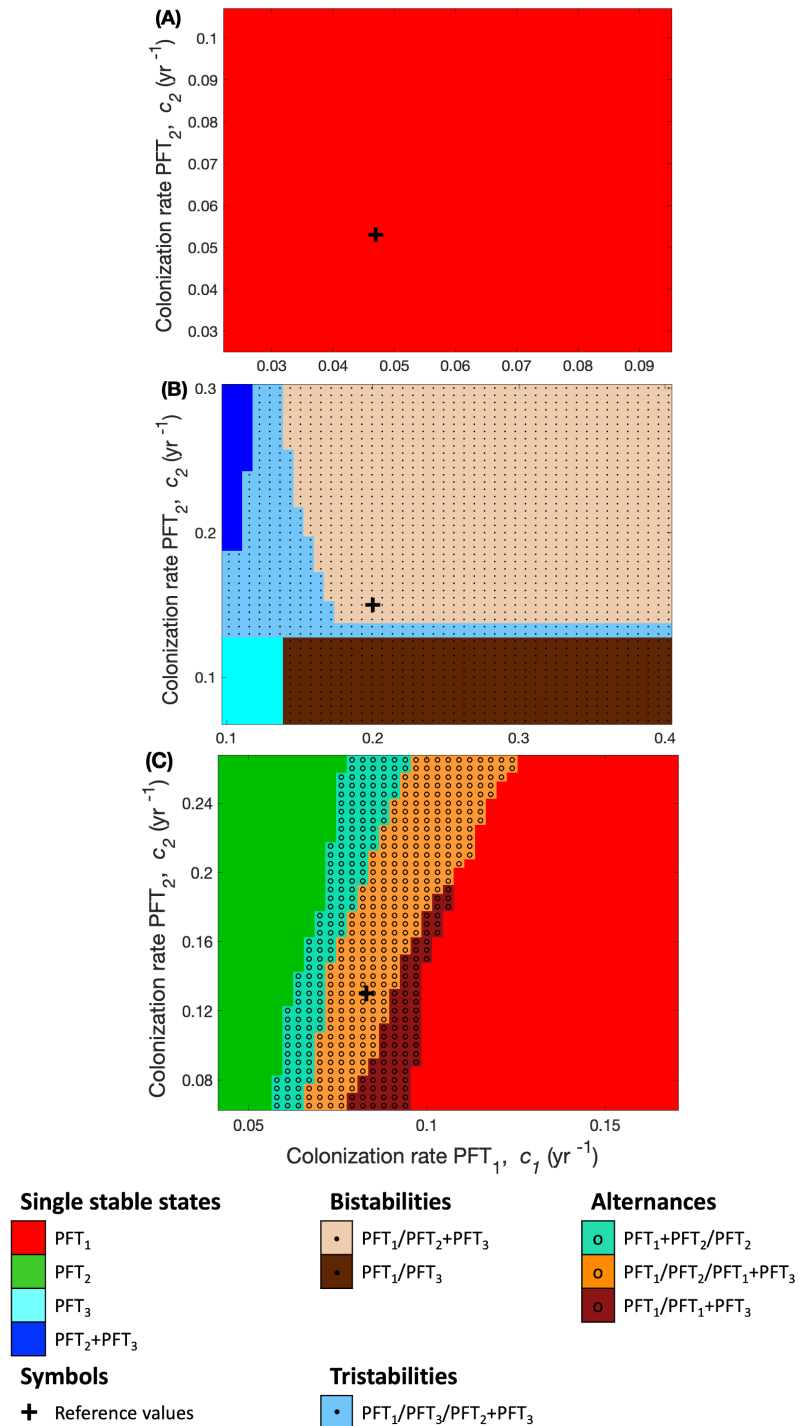 (A)
Colonization rate PFT₂, c₂ (yr ⁻¹)
0.1
0.09
0.08
0.07
0.06
0.05
0.04
0.03
0.03 0.04 0.05 0.06 0.07 0.08 0.09
(B)
Colonization rate PFT₂, c₂ (yr ⁻¹)
0.3
0.2
0.1
0.1 0.2 0.3 0.4
(C)
Colonization rate PFT₂, c₂ (yr ⁻¹)
0.24
0.2
0.16
0.12
0.08
0.05 0.1 0.15
Colonization rate PFT₁, c₁ (yr ⁻¹)
Single stable states
PFT₁
PFT₂
PFT₃
PFT₂+PFT₃
Symbols
+ Reference values
Bistabilities
PFT₁/PFT₂+PFT₃
PFT₁/PFT₃
Tristabilities
PFT₁/PFT₃/PFT₂+PFT₃
Alternances
PFT₁+PFT₂/PFT₂
PFT₁/PFT₂/PFT₁+PFT₃
PFT₁/PFT₁+PFT₃